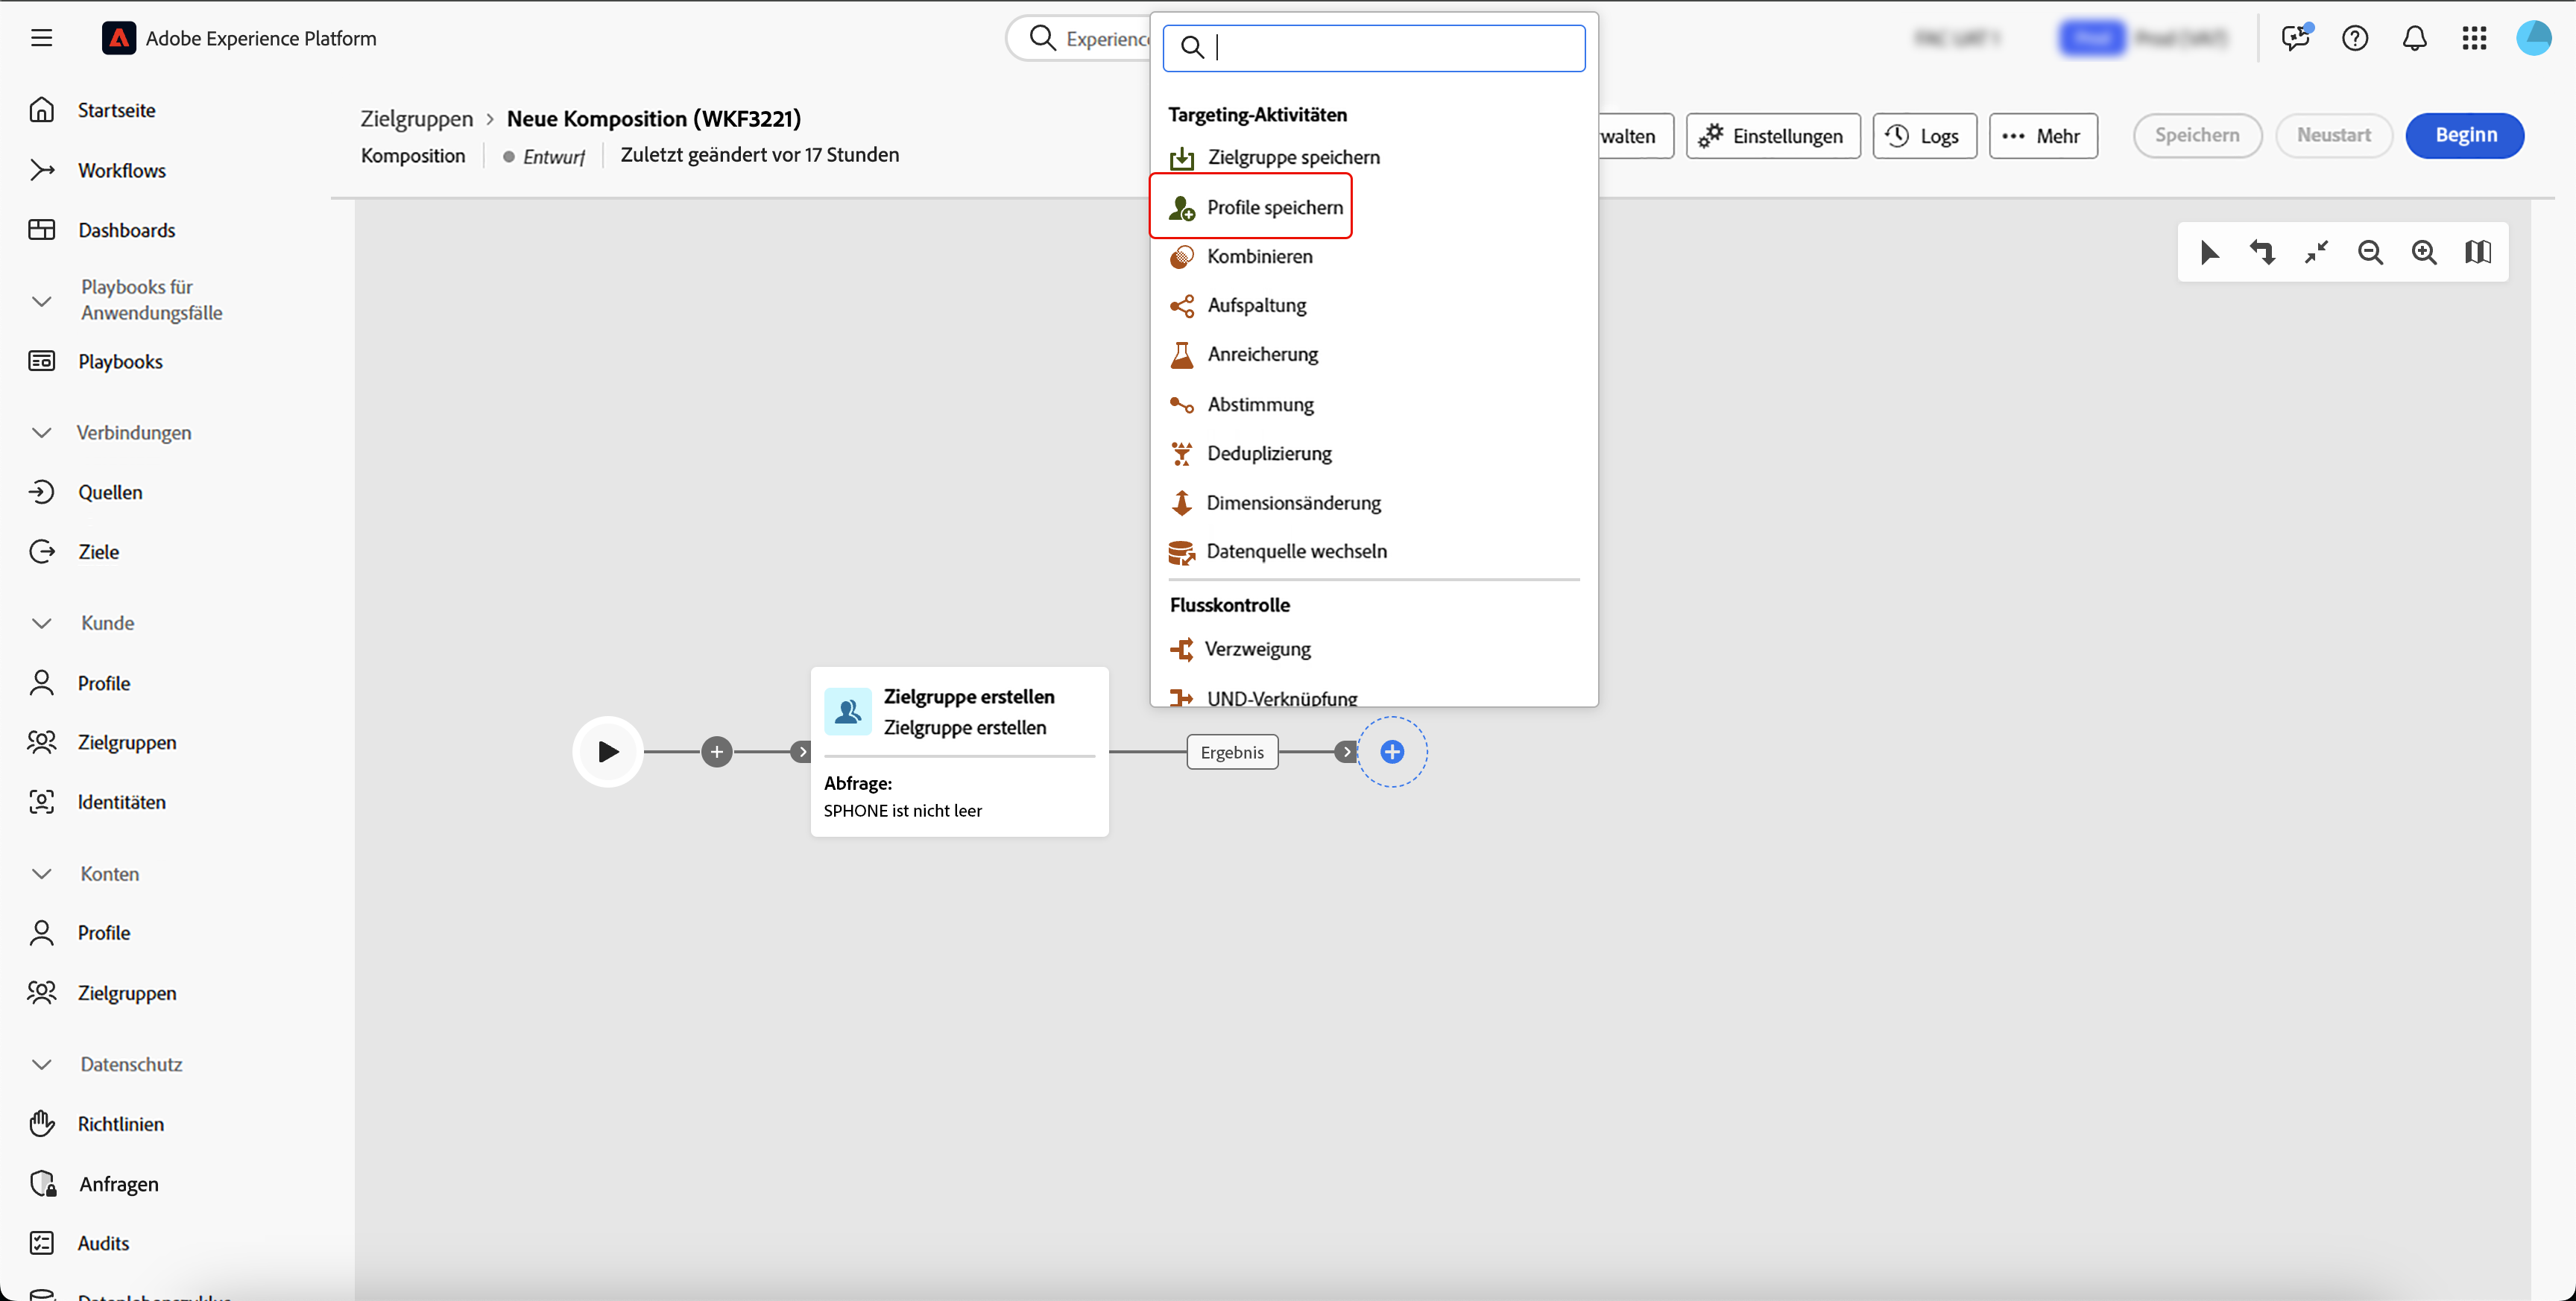 Adobe Experience Platform
Experience
Startseite
Workflows
Dashboards
Playbooks für
Anwendungsfälle
Playbooks
Verbindungen
Quellen
Ziele
Kunde
Profile
Zielgruppen
Identitäten
Konten
Profile
Zielgruppen
Datenschutz
Richtlinien
Anfragen
Audits
Zielgruppen > Neue Komposition (WKF3221)
Komposition
Entwurf
Zuletzt geändert vor 17 Stunden
walten
Einstellungen
Logs
Mehr
Speichern
Neustart
Beginn
Targeting-Aktivitäten
Zielgruppe speichern
Profile speichern
Kombinieren
Aufspaltung
Anreicherung
Abstimmung
Deduplizierung
Dimensionsänderung
Datenquelle wechseln
Flusskontrolle
Verzweigung
UND-Verknüpfung
Zielgruppe erstellen
Zielgruppe erstellen
Abfrage:
SPHONE ist nicht leer
Ergebnis